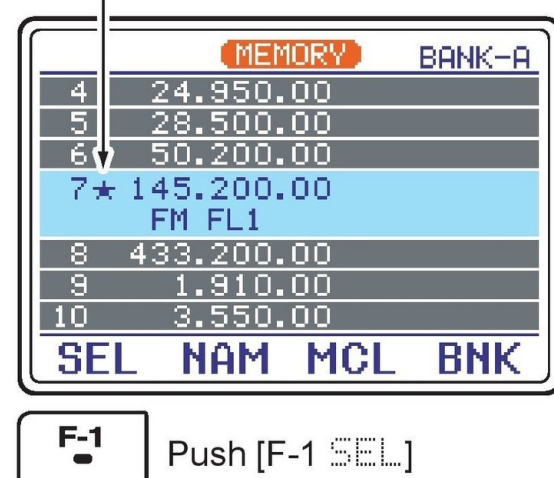 MEMORY BANK-A
4 24.950.00
5 28.500.00
6 50.200.00
7★ 145.200.00
FM FL1
8 433.200.00
9 1.910.00
10 3.550.00
SEL NAM MCL BNK
F-1
Push [F-1 SEL]